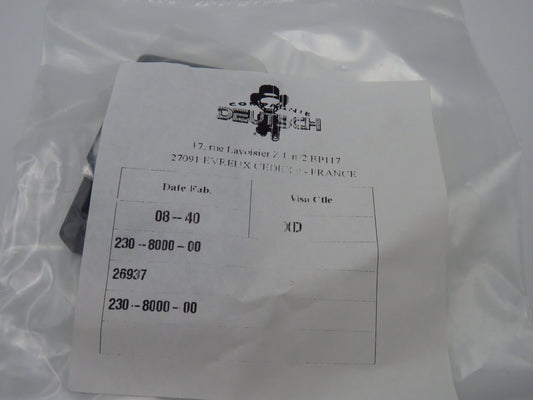 COMPAGNIE
DEUTSCH
17, rue Lavoisier Z I n 2 BP117
27091 EVREUX CEDEX 9 - FRANCE
Date Fab. Visa Ctle
08-40 XD
230-8000-00
26937
230-8000-00